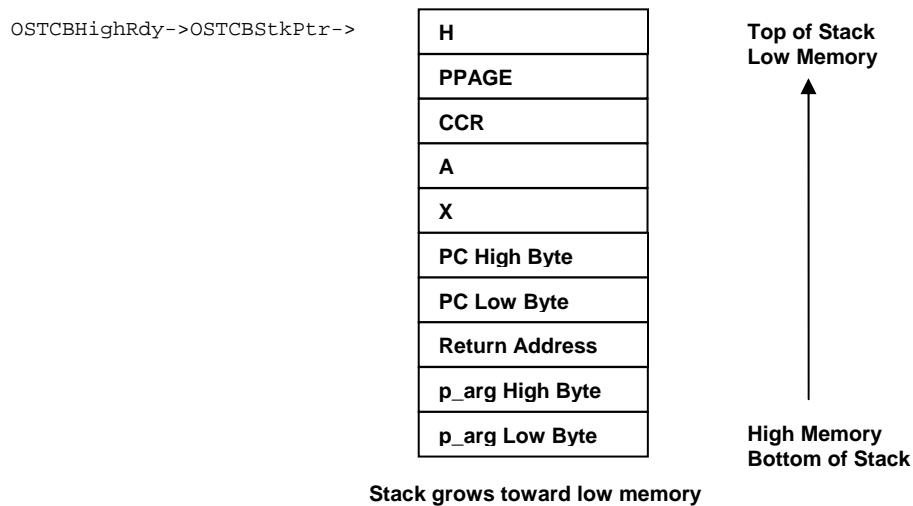 OSTCBHighRdy->OSTCBStkPtr->
H
PPAGE
CCR
A
X
PC High Byte
PC Low Byte
Return Address
p_arg High Byte
p_arg Low Byte
Top of Stack
Low Memory
High Memory
Bottom of Stack
Stack grows toward low memory